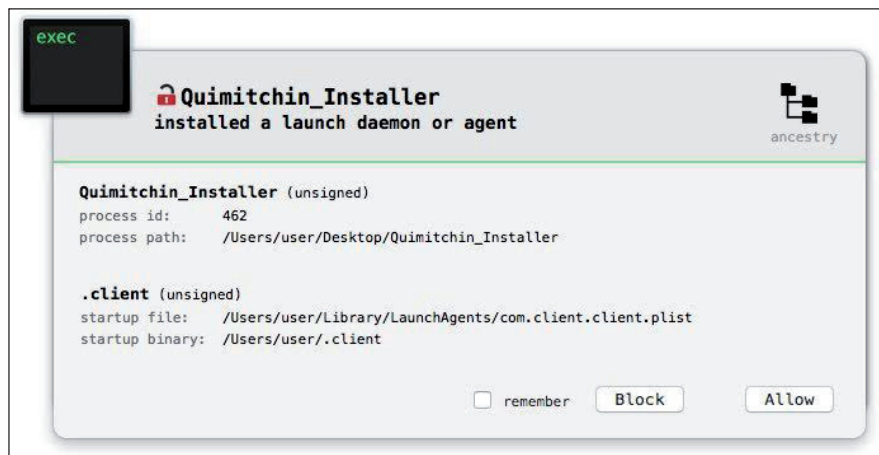 exec
Quimitchin_Installer
installed a launch daemon or agent
ancestry
Quimitchin_Installer (unsigned)
process id: 462
process path: /Users/user/Desktop/Quimitchin_Installer
.client (unsigned)
startup file: /Users/user/Library/LaunchAgents/com.client.client.plist
startup binary: /Users/user/.client
remember Block Allow